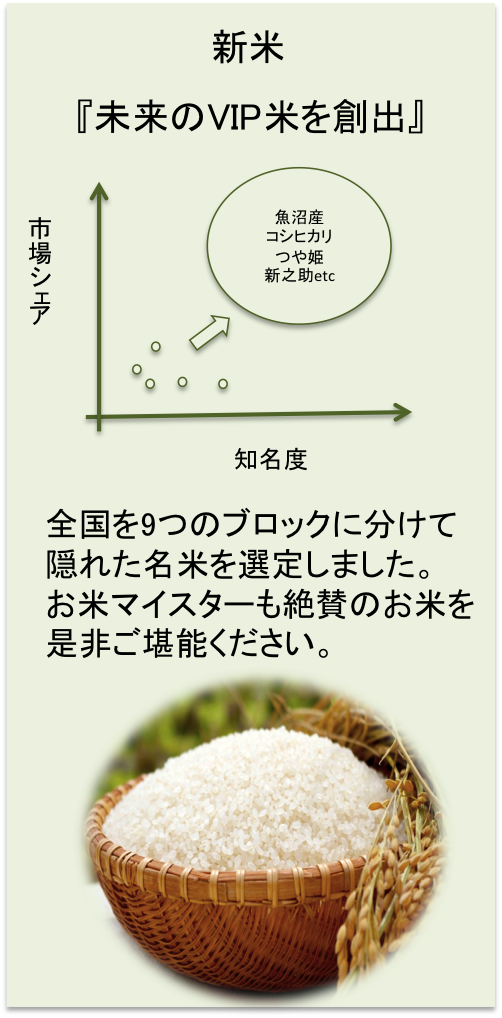 新米
『未来のVIP米を創出』
市場シェア
魚沼産
コシヒカリ
つや姫
新之助etc
知名度
全国を9つのブロックに分けて
隠れた名米を選定しました。
お米マイスターも絶賛のお米を
是非ご堪能ください。